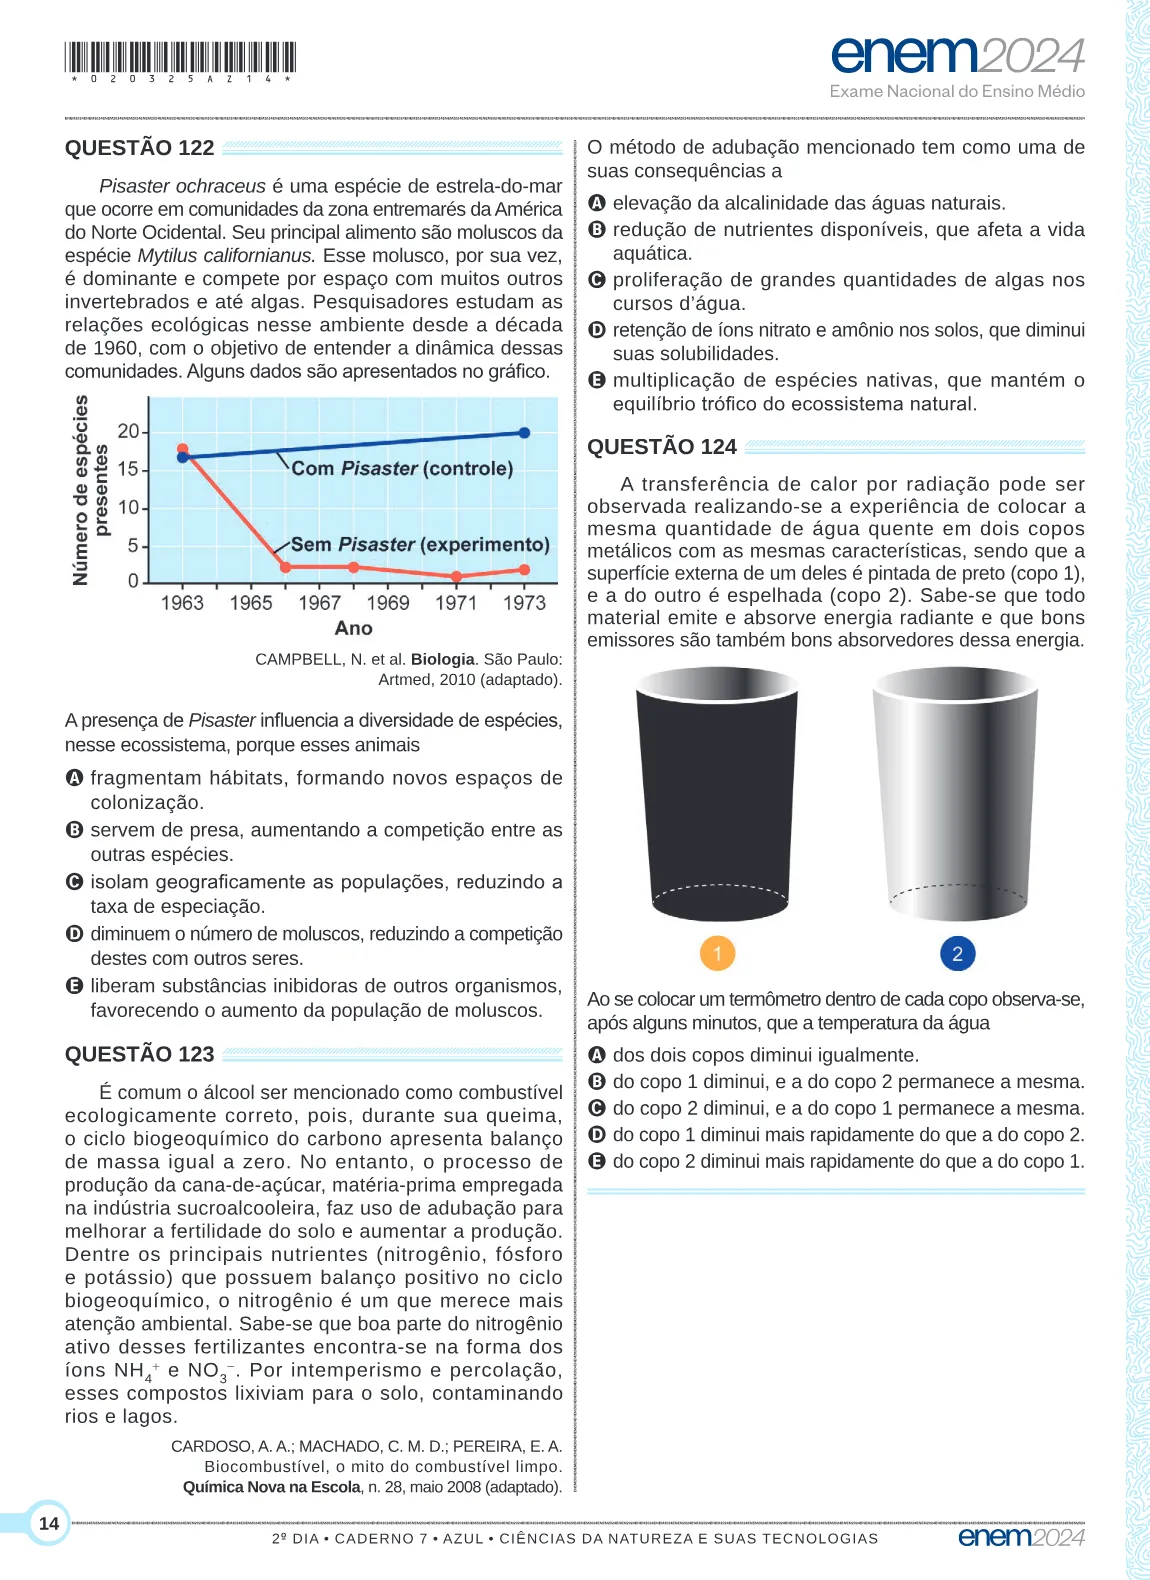 *020325AZ14*
enem2024
Exame Nacional do Ensino Médio
QUESTÃO 122
Pisaster ochraceus é uma espécie de estrela-do-mar
que ocorre em comunidades da zona entremarés da América
do Norte Ocidental. Seu principal alimento são moluscos da
espécie Mytilus californianus. Esse molusco, por sua vez,
é dominante e compete por espaço com muitos outros
invertebrados e até algas. Pesquisadores estudam as
relações ecológicas nesse ambiente desde a década
de 1960, com o objetivo de entender a dinâmica dessas
comunidades. Alguns dados são apresentados no gráfico.
Número de espécies
presentes
20
15
10
5
0
Com Pisaster (controle)
Sem Pisaster (experimento)
1963 1965 1967 1969 1971 1973
Ano
CAMPBELL, N. et al. Biologia. São Paulo:
Artmed, 2010 (adaptado).
A presença de Pisaster influencia a diversidade de espécies,
nesse ecossistema, porque esses animais
A fragmentam hábitats, formando novos espaços de
colonização.
B servem de presa, aumentando a competição entre as
outras espécies.
C isolam geograficamente as populações, reduzindo a
taxa de especiação.
D diminuem o número de moluscos, reduzindo a competição
destes com outros seres.
E liberam substâncias inibidoras de outros organismos,
favorecendo o aumento da população de moluscos.
QUESTÃO 123
É comum o álcool ser mencionado como combustível
ecologicamente correto, pois, durante sua queima,
o ciclo biogeoquímico do carbono apresenta balanço
de massa igual a zero. No entanto, o processo de
produção da cana-de-açúcar, matéria-prima empregada
na indústria sucroalcooleira, faz uso de adubação para
melhorar a fertilidade do solo e aumentar a produção.
Dentre os principais nutrientes (nitrogênio, fósforo
e potássio) que possuem balanço positivo no ciclo
biogeoquímico, o nitrogênio é um que merece mais
atenção ambiental. Sabe-se que boa parte do nitrogênio
ativo desses fertilizantes encontra-se na forma dos
íons NH₄⁺ e NO₃⁻. Por intemperismo e percolação,
esses compostos lixiviam para o solo, contaminando
rios e lagos.
CARDOSO, A. A.; MACHADO, C. M. D.; PEREIRA, E. A.
Biocombustível, o mito do combustível limpo.
Química Nova na Escola, n. 28, maio 2008 (adaptado).
O método de adubação mencionado tem como uma de
suas consequências a
A elevação da alcalinidade das águas naturais.
B redução de nutrientes disponíveis, que afeta a vida
aquática.
C proliferação de grandes quantidades de algas nos
cursos d'água.
D retenção de íons nitrato e amônio nos solos, que diminui
suas solubilidades.
E multiplicação de espécies nativas, que mantém o
equilíbrio trófico do ecossistema natural.
QUESTÃO 124
A transferência de calor por radiação pode ser
observada realizando-se a experiência de colocar a
mesma quantidade de água quente em dois copos
metálicos com as mesmas características, sendo que a
superfície externa de um deles é pintada de preto (copo 1),
e a do outro é espelhada (copo 2). Sabe-se que todo
material emite e absorve energia radiante e que bons
emissores são também bons absorvedores dessa energia.
1
2
Ao se colocar um termômetro dentro de cada copo observa-se,
após alguns minutos, que a temperatura da água
A dos dois copos diminui igualmente.
B do copo 1 diminui, e a do copo 2 permanece a mesma.
C do copo 2 diminui, e a do copo 1 permanece a mesma.
D do copo 1 diminui mais rapidamente do que a do copo 2.
E do copo 2 diminui mais rapidamente do que a do copo 1.
14
2º DIA • CADERNO 7 • AZUL • CIÊNCIAS DA NATUREZA E SUAS TECNOLOGIAS
enem2024